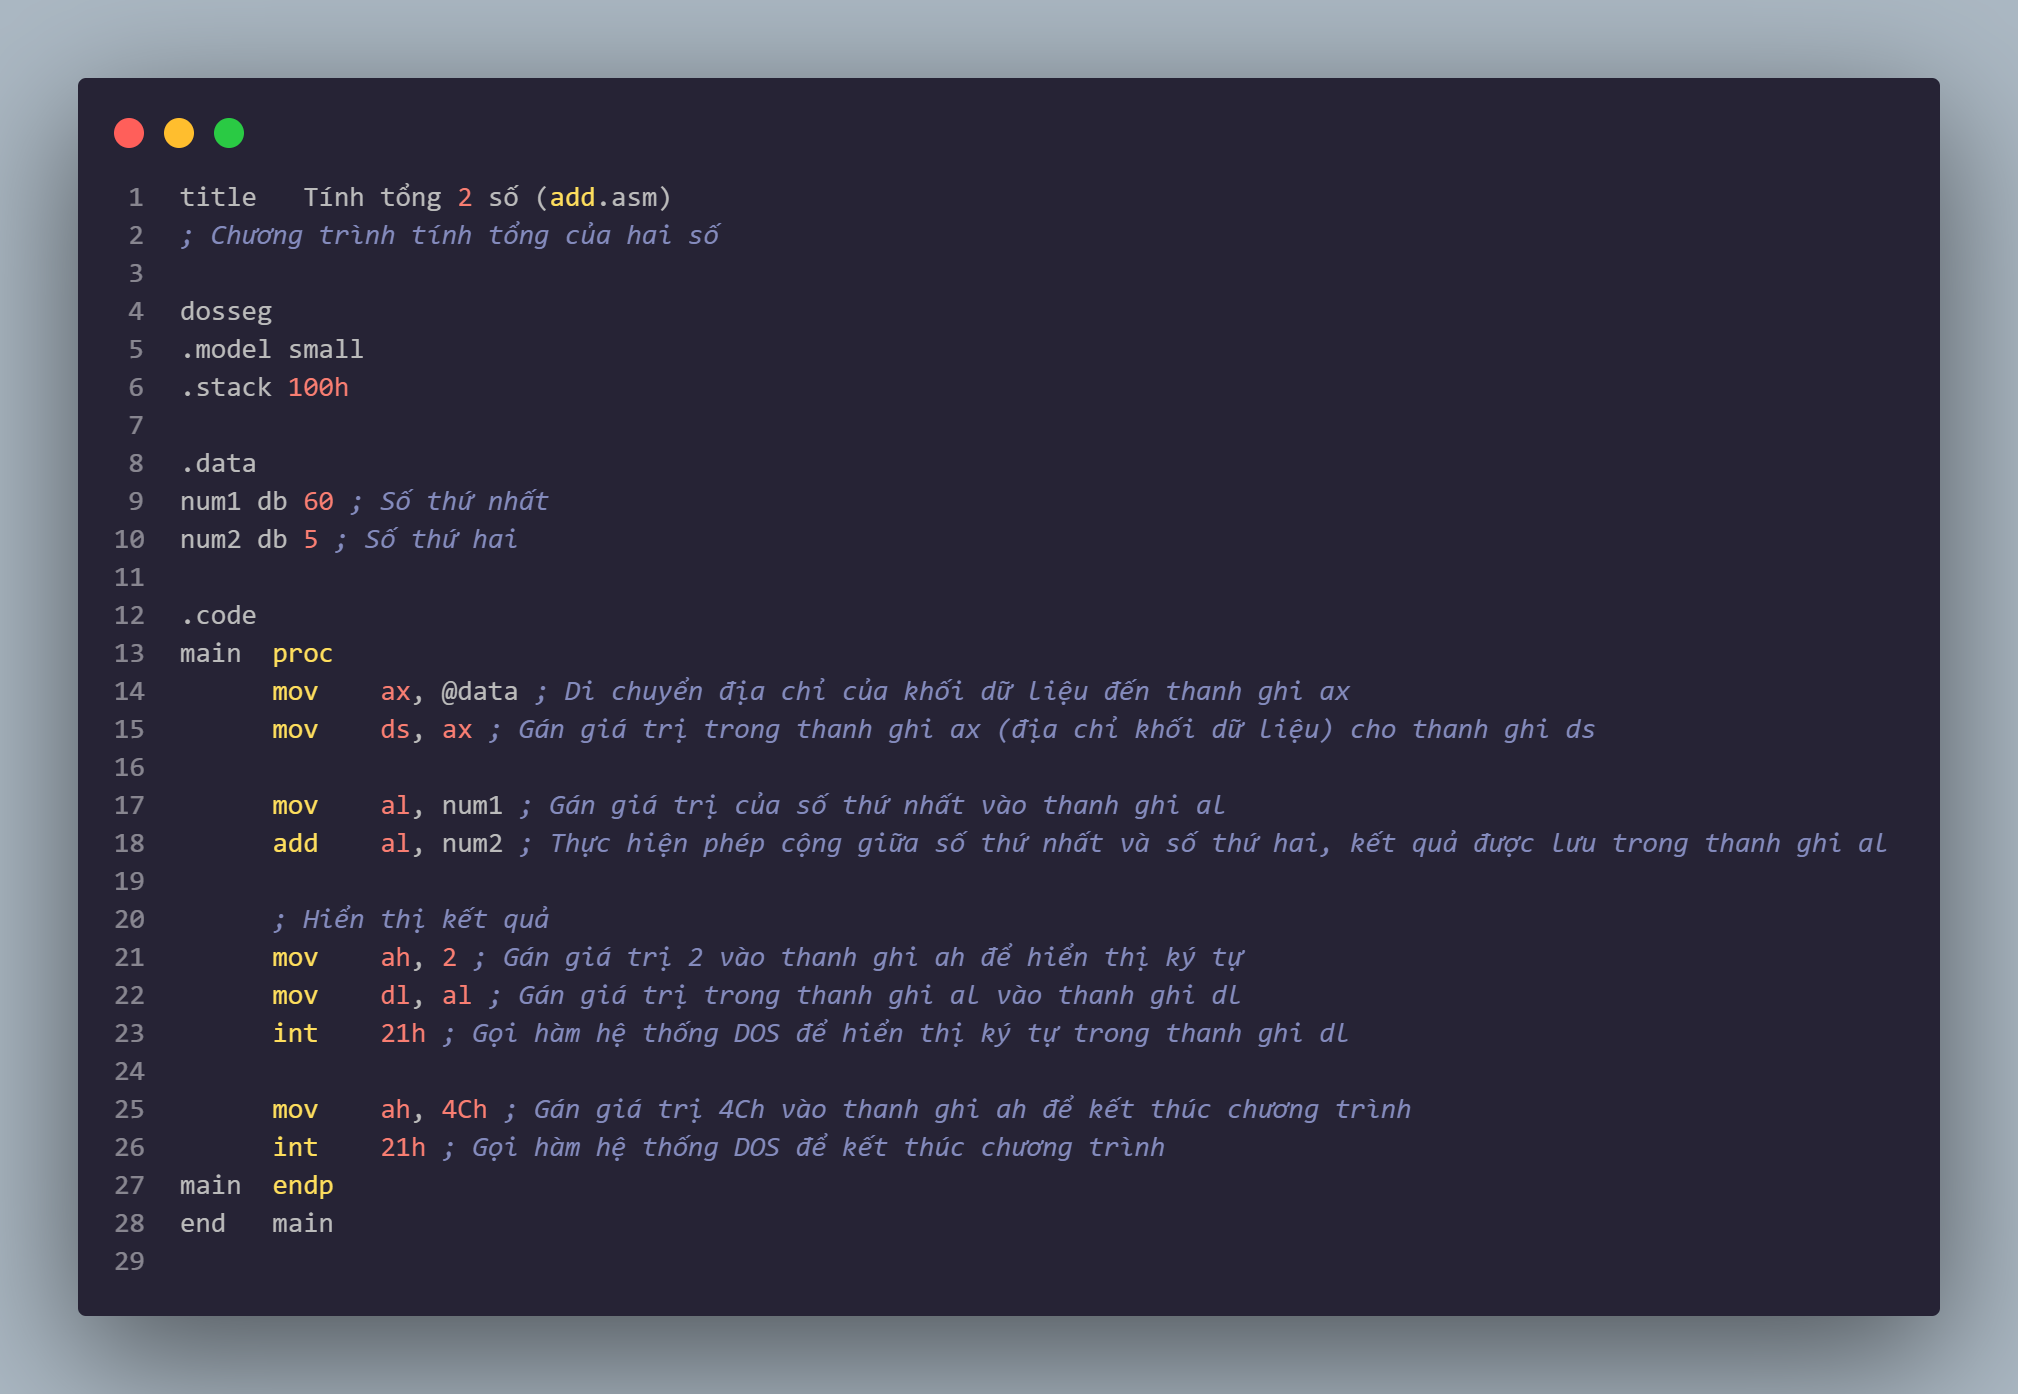 1 title   Tính tổng 2 số (add.asm)
2 ; Chương trình tính tổng của hai số
3
4 dosseg
5 .model small
6 .stack 100h
7
8 .data
9 num1 db 60 ; Số thứ nhất
10 num2 db 5 ; Số thứ hai
11
12 .code
13 main  proc
14       mov    ax, @data ; Di chuyển địa chỉ của khối dữ liệu đến thanh ghi ax
15       mov    ds, ax ; Gán giá trị trong thanh ghi ax (địa chỉ khối dữ liệu) cho thanh ghi ds
16
17       mov    al, num1 ; Gán giá trị của số thứ nhất vào thanh ghi al
18       add    al, num2 ; Thực hiện phép cộng giữa số thứ nhất và số thứ hai, kết quả được lưu trong thanh ghi al
19
20       ; Hiển thị kết quả
21       mov    ah, 2 ; Gán giá trị 2 vào thanh ghi ah để hiển thị ký tự
22       mov    dl, al ; Gán giá trị trong thanh ghi al vào thanh ghi dl
23       int    21h ; Gọi hàm hệ thống DOS để hiển thị ký tự trong thanh ghi dl
24
25       mov    ah, 4Ch ; Gán giá trị 4Ch vào thanh ghi ah để kết thúc chương trình
26       int    21h ; Gọi hàm hệ thống DOS để kết thúc chương trình
27 main  endp
28 end   main
29